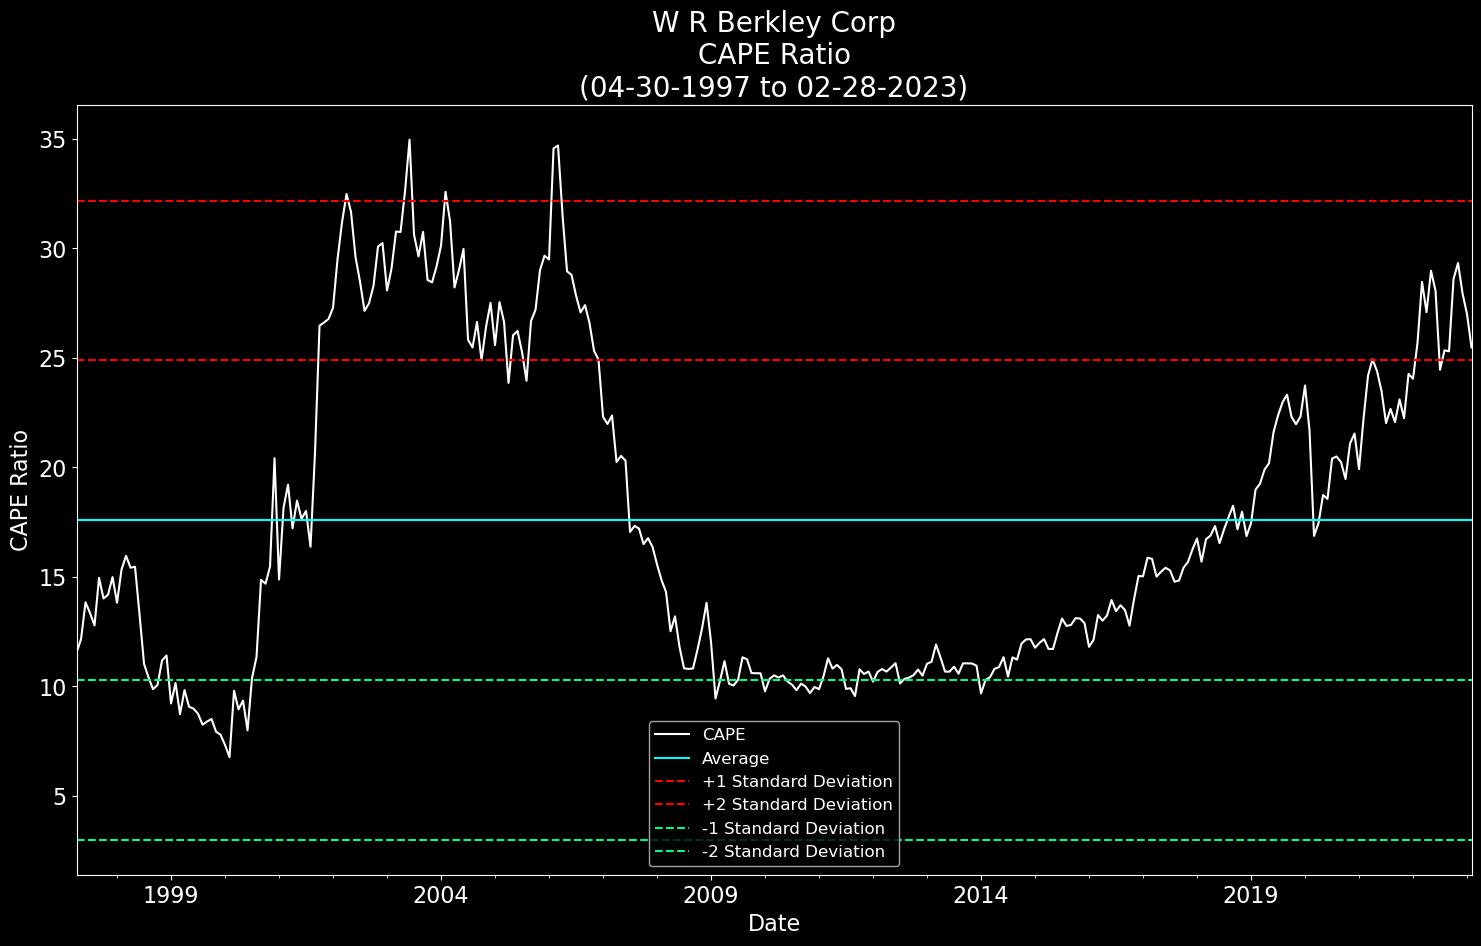 W R Berkley Corp
CAPE Ratio
(04-30-1997 to 02-28-2023)
35
30
25
20
15
10
5
CAPE Ratio
CAPE
Average
+1 Standard Deviation
+2 Standard Deviation
-1 Standard Deviation
-2 Standard Deviation
1999 2004 2009 2014 2019
Date